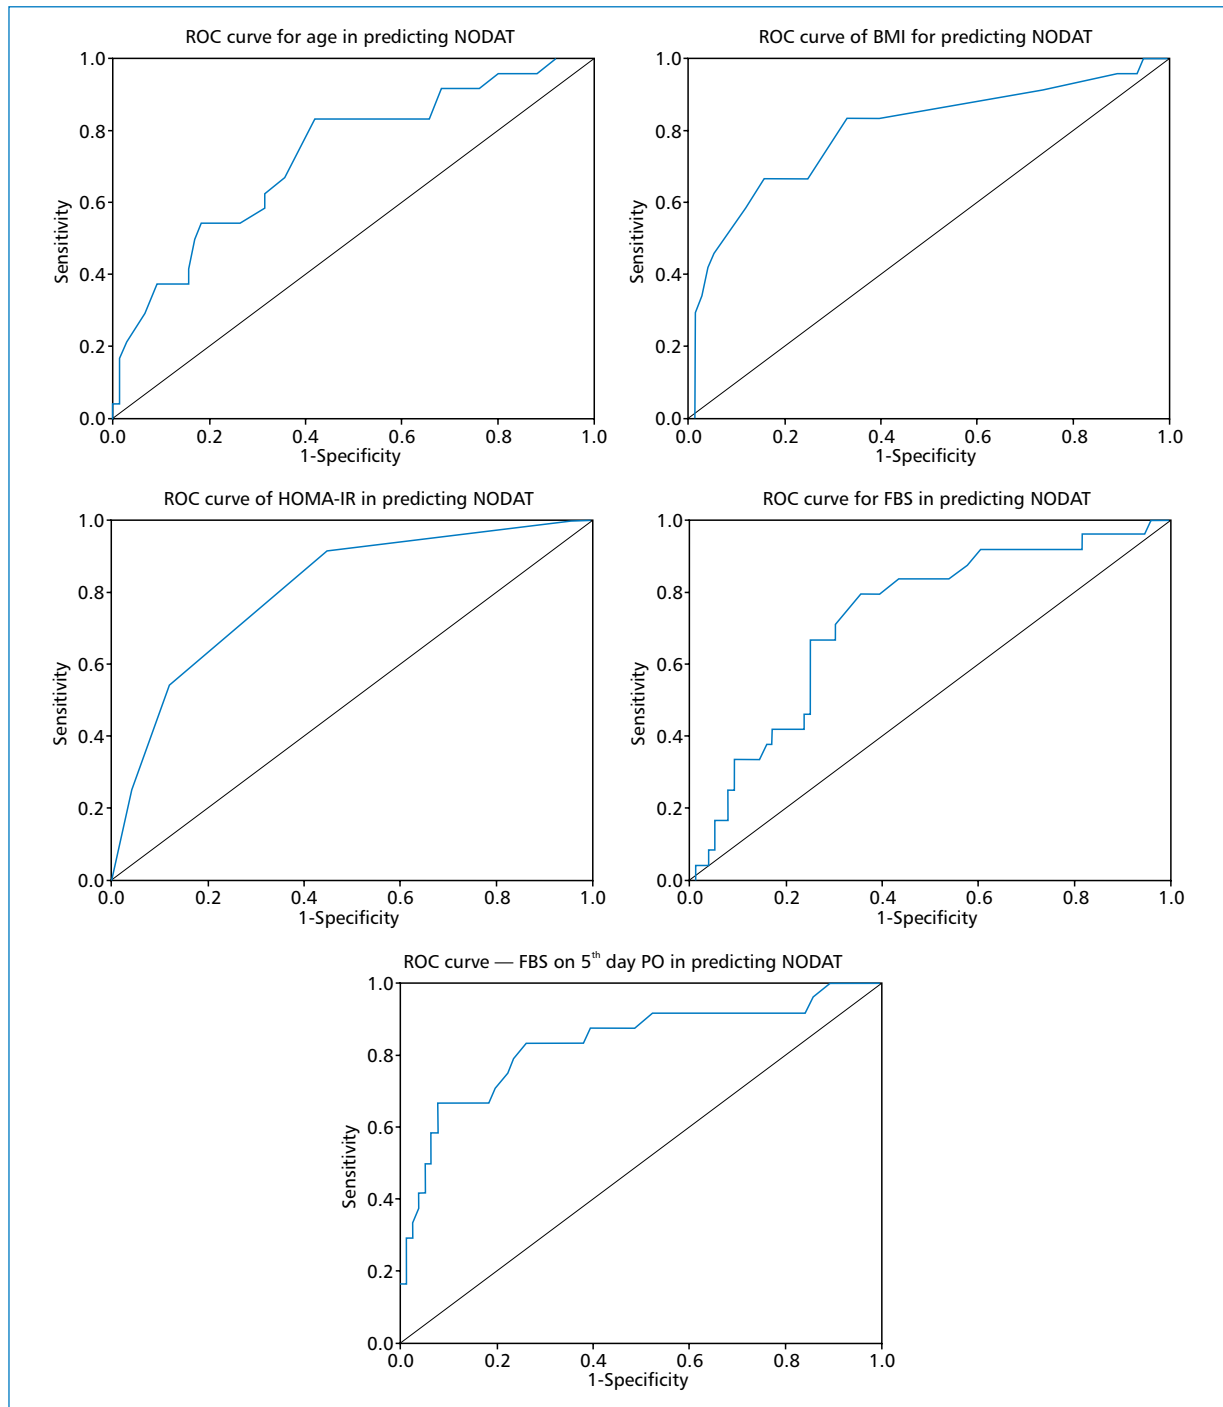 ROC curve for age in predicting NODAT
1.0
0.8
0.6
0.4
0.2
0.0
Sensitivity
0.0 0.2 0.4 0.6 0.8 1.0
1-Specificity
ROC curve of BMI for predicting NODAT
1.0
0.8
0.6
0.4
0.2
0.0
Sensitivity
0.0 0.2 0.4 0.6 0.8 1.0
1-Specificity
ROC curve of HOMA-IR in predicting NODAT
1.0
0.8
0.6
0.4
0.2
0.0
Sensitivity
0.0 0.2 0.4 0.6 0.8 1.0
1-Specificity
ROC curve for FBS in predicting NODAT
1.0
0.8
0.6
0.4
0.2
0.0
Sensitivity
0.0 0.2 0.4 0.6 0.8 1.0
1-Specificity
ROC curve — FBS on 5th day PO in predicting NODAT
1.0
0.8
0.6
0.4
0.2
0.0
Sensitivity
0.0 0.2 0.4 0.6 0.8 1.0
1-Specificity